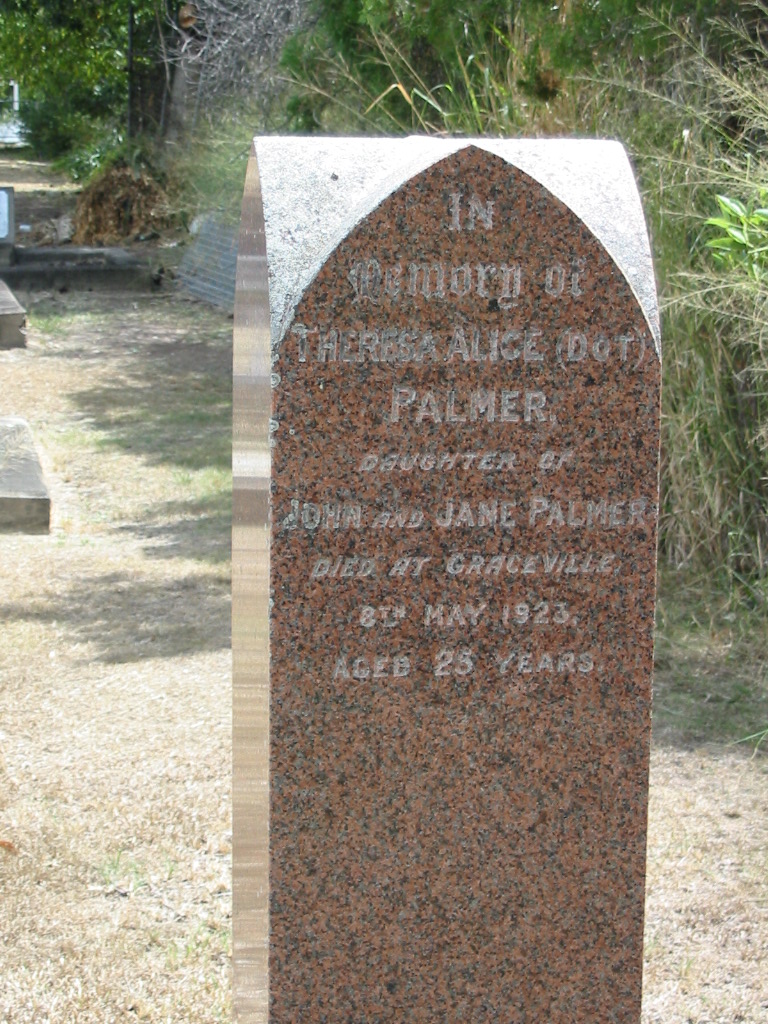 IN
Memory of
THERESA ALICE (DOT)
PALMER,
DAUGHTER OF
JOHN AND JANE PALMER
DIED AT GRACEVILLE,
8TH MAY 1923,
AGED 25 YEARS.